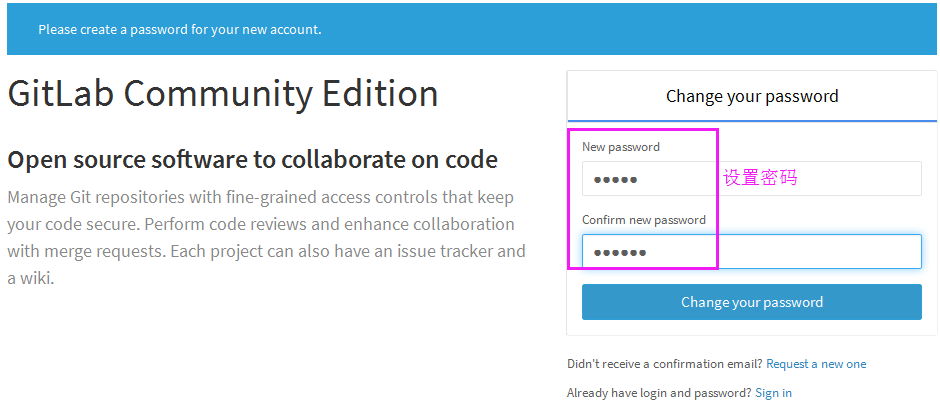 Please create a password for your new account.
GitLab Community Edition
Open source software to collaborate on code
Manage Git repositories with fine-grained access controls that keep
your code secure. Perform code reviews and enhance collaboration
with merge requests. Each project can also have an issue tracker and
a wiki.
Change your password
New password
●●●●●
设置密码
Confirm new password
●●●●●●
Change your password
Didn't receive a confirmation email? Request a new one
Already have login and password? Sign in